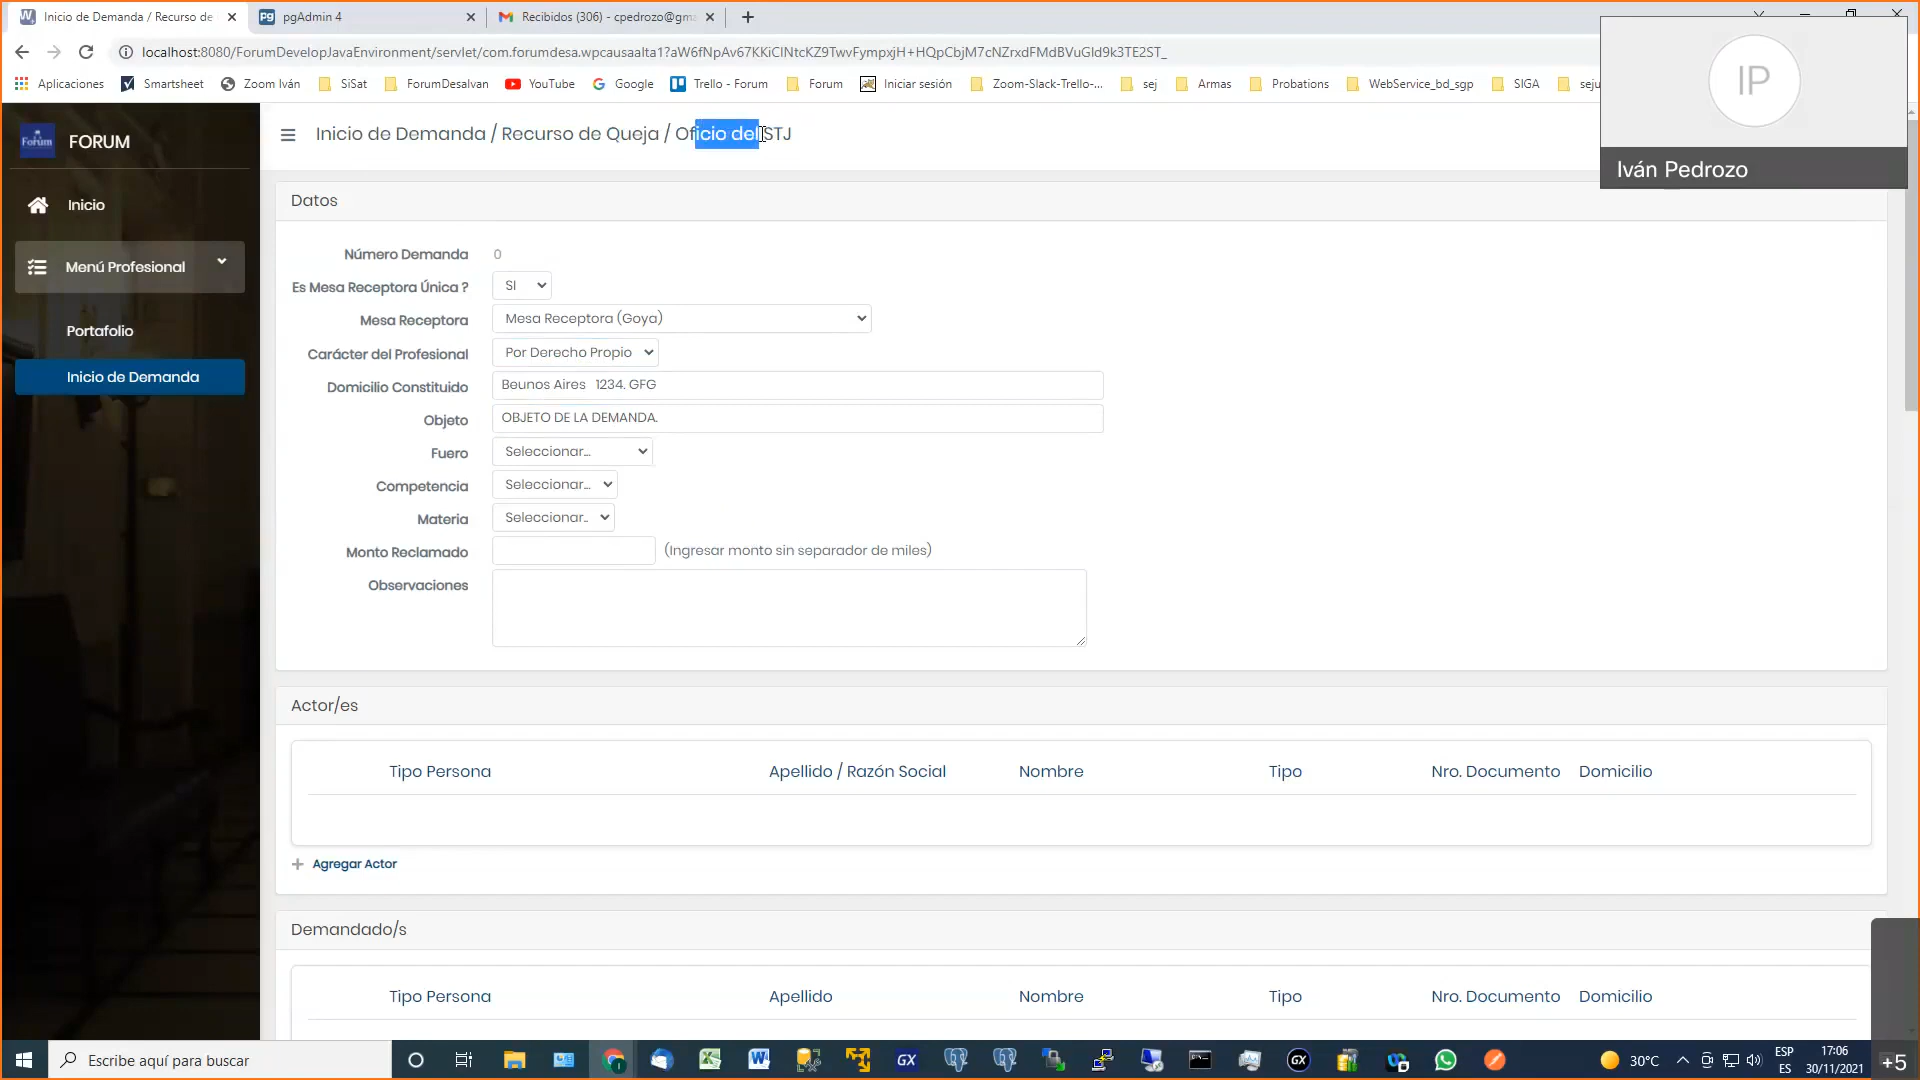 Inicio de Demanda / Recurso de
pgAdmin 4
Recibidos (306) - cpedrozo@gm
localhost:8080/ForumDevelopJavaEnvironment/servlet/com.forumdesa.wpcausaalta1?aW6fNpAv67KKiCINtcKZ9TwvFympxjH+HQpCbjM7cNZrxdFMdBVuGId9k3TE2ST_
Aplicaciones
Smartsheet
Zoom Iván
SiSat
ForumDesaIvan
YouTube
Google
Trello - Forum
Forum
Iniciar sesión
Zoom-Slack-Trello-...
sej
Armas
Probations
WebService_bd_sgp
SIGA
seju
IP
Iván Pedrozo
Forum
FORUM
Inicio
Menú Profesional
Portafolio
Inicio de Demanda
Inicio de Demanda / Recurso de Queja / Oficio del STJ
Datos
Número Demanda 0
Es Mesa Receptora Única ? SI
Mesa Receptora Mesa Receptora (Goya)
Carácter del Profesional Por Derecho Propio
Domicilio Constituido Beunos Aires 1234. GFG
Objeto OBJETO DE LA DEMANDA.
Fuero Seleccionar...
Competencia Seleccionar...
Materia Seleccionar..
Monto Reclamado (Ingresar monto sin separador de miles)
Observaciones
Actor/es
Tipo Persona Apellido / Razón Social Nombre Tipo Nro. Documento Domicilio
Agregar Actor
Demandado/s
Tipo Persona Apellido Nombre Tipo Nro. Documento Domicilio
Escribe aquí para buscar
GX
GX
30°C
ESP
ES
17:06
30/11/2021
+5